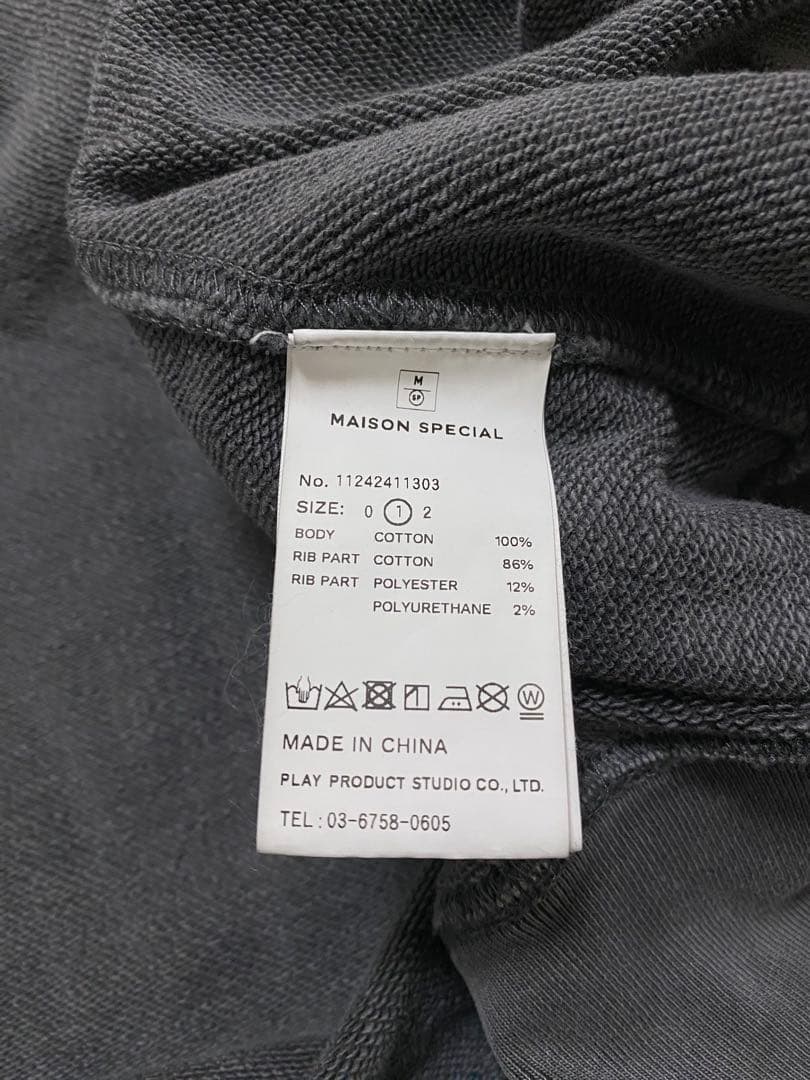 M
SP
MAISON SPECIAL
No. 11242411303
SIZE: 0 1 2
BODY COTTON 100%
RIB PART COTTON 86%
RIB PART POLYESTER 12%
POLYURETHANE 2%
W
MADE IN CHINA
PLAY PRODUCT STUDIO CO., LTD.
TEL : 03-6758-0605